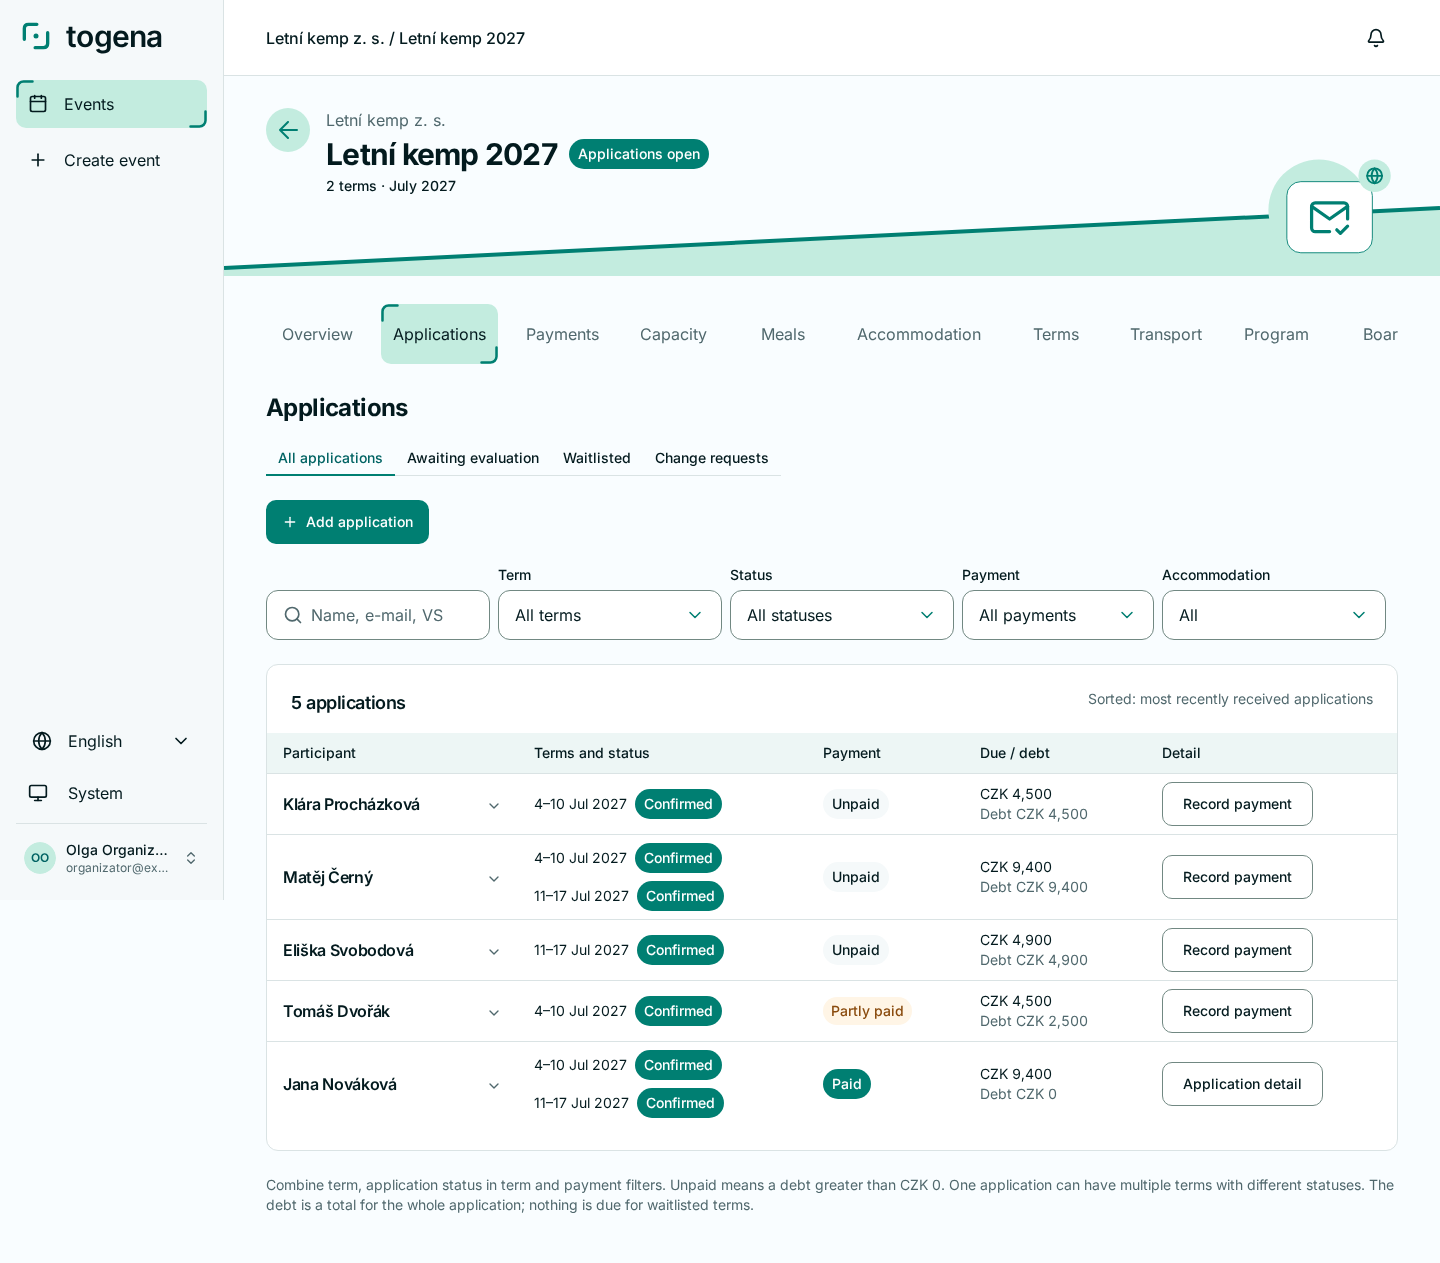 togena
Events
Create event
English
System
OO
Olga Organiz...
organizator@ex...
Letní kemp z. s. / Letní kemp 2027
Letní kemp z. s.
Letní kemp 2027
Applications open
2 terms · July 2027
Overview
Applications
Payments
Capacity
Meals
Accommodation
Terms
Transport
Program
Boar
Applications
All applications
Awaiting evaluation
Waitlisted
Change requests
Add application
Name, e-mail, VS
Term
All terms
Status
All statuses
Payment
All payments
Accommodation
All
5 applications
Sorted: most recently received applications
Participant
Terms and status
Payment
Due / debt
Detail
Klára Procházková
4–10 Jul 2027 Confirmed
Unpaid
CZK 4,500
Debt CZK 4,500
Record payment
Matěj Černý
4–10 Jul 2027 Confirmed
11–17 Jul 2027 Confirmed
Unpaid
CZK 9,400
Debt CZK 9,400
Record payment
Eliška Svobodová
11–17 Jul 2027 Confirmed
Unpaid
CZK 4,900
Debt CZK 4,900
Record payment
Tomáš Dvořák
4–10 Jul 2027 Confirmed
Partly paid
CZK 4,500
Debt CZK 2,500
Record payment
Jana Nováková
4–10 Jul 2027 Confirmed
11–17 Jul 2027 Confirmed
Paid
CZK 9,400
Debt CZK 0
Application detail
Combine term, application status in term and payment filters. Unpaid means a debt greater than CZK 0. One application can have multiple terms with different statuses. The
debt is a total for the whole application; nothing is due for waitlisted terms.